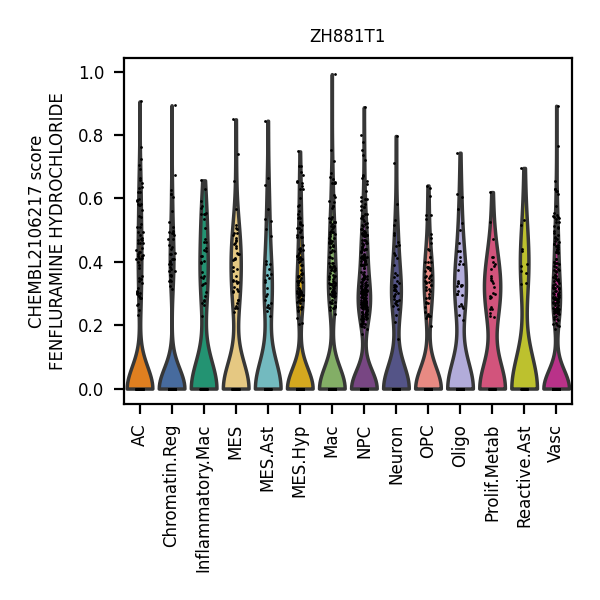 ZH881T1
CHEMBL2106217 score
FENFLURAMINE HYDROCHLORIDE
1.0
0.8
0.6
0.4
0.2
0.0
AC
Chromatin.Reg
Inflammatory.Mac
MES
MES.Ast
MES.Hyp
Mac
NPC
Neuron
OPC
Oligo
Prolif.Metab
Reactive.Ast
Vasc